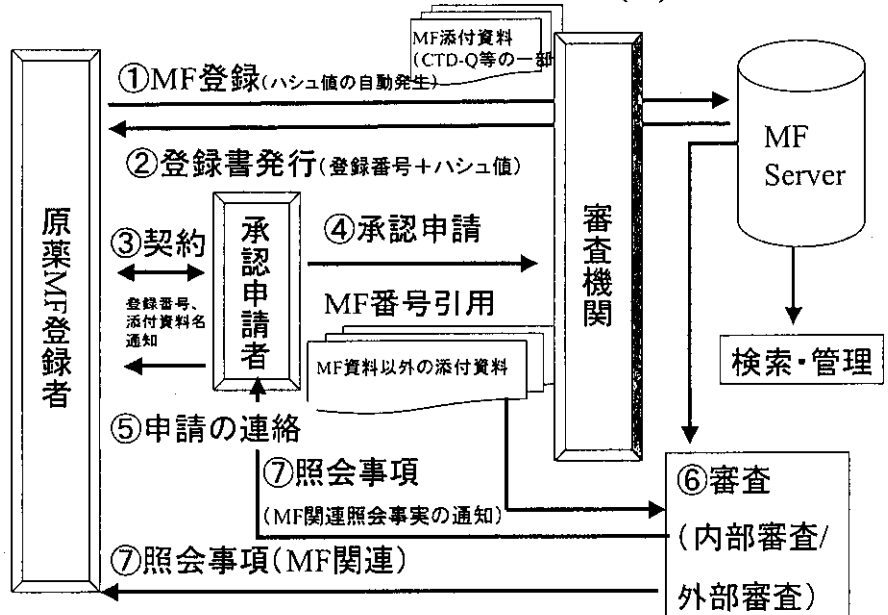 MF添付資料
(CTD-Q等の一部
①MF登録(ハシュ値の自動発生)
②登録書発行(登録番号＋ハシュ値)
MF
Server
原薬MF登録者
③契約
登録番号、
添付資料名
通知
承認申請者
④承認申請
MF番号引用
MF資料以外の添付資料
審査機関
検索・管理
⑤申請の連絡
⑦照会事項
(MF関連照会事実の通知)
⑦照会事項(MF関連)
⑥審査
(内部審査/
外部審査)